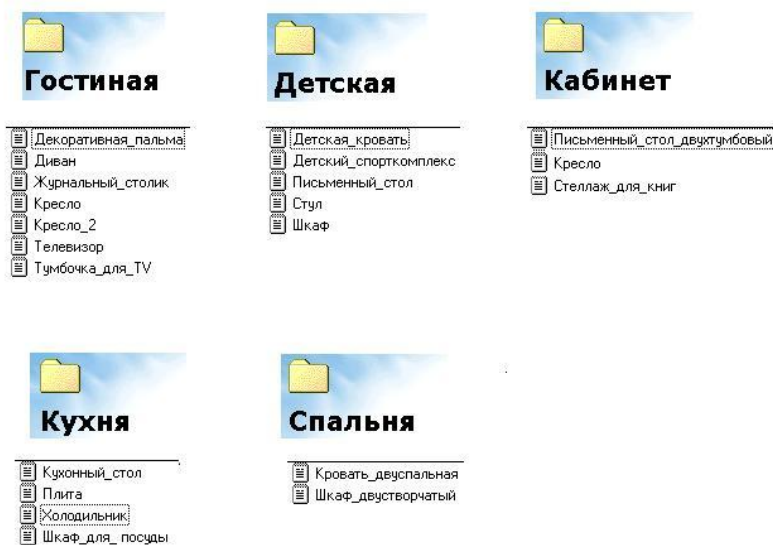 Гостиная
Декоративная_пальма
Диван
Журнальный_столик
Кресло
Кресло_2
Телевизор
Тумбочка_для_TV
Детская
Детская_кровать
Детский_спорткомплекс
Письменный_стол
Стул
Шкаф
Кабинет
Письменный_стол_двухтумбовый
Кресло
Стеллаж_для_книг
Кухня
Кухонный_стол
Плита
Холодильник
Шкаф_для_ посуды
Спальня
Кровать_двуспальная
Шкаф_двустворчатый